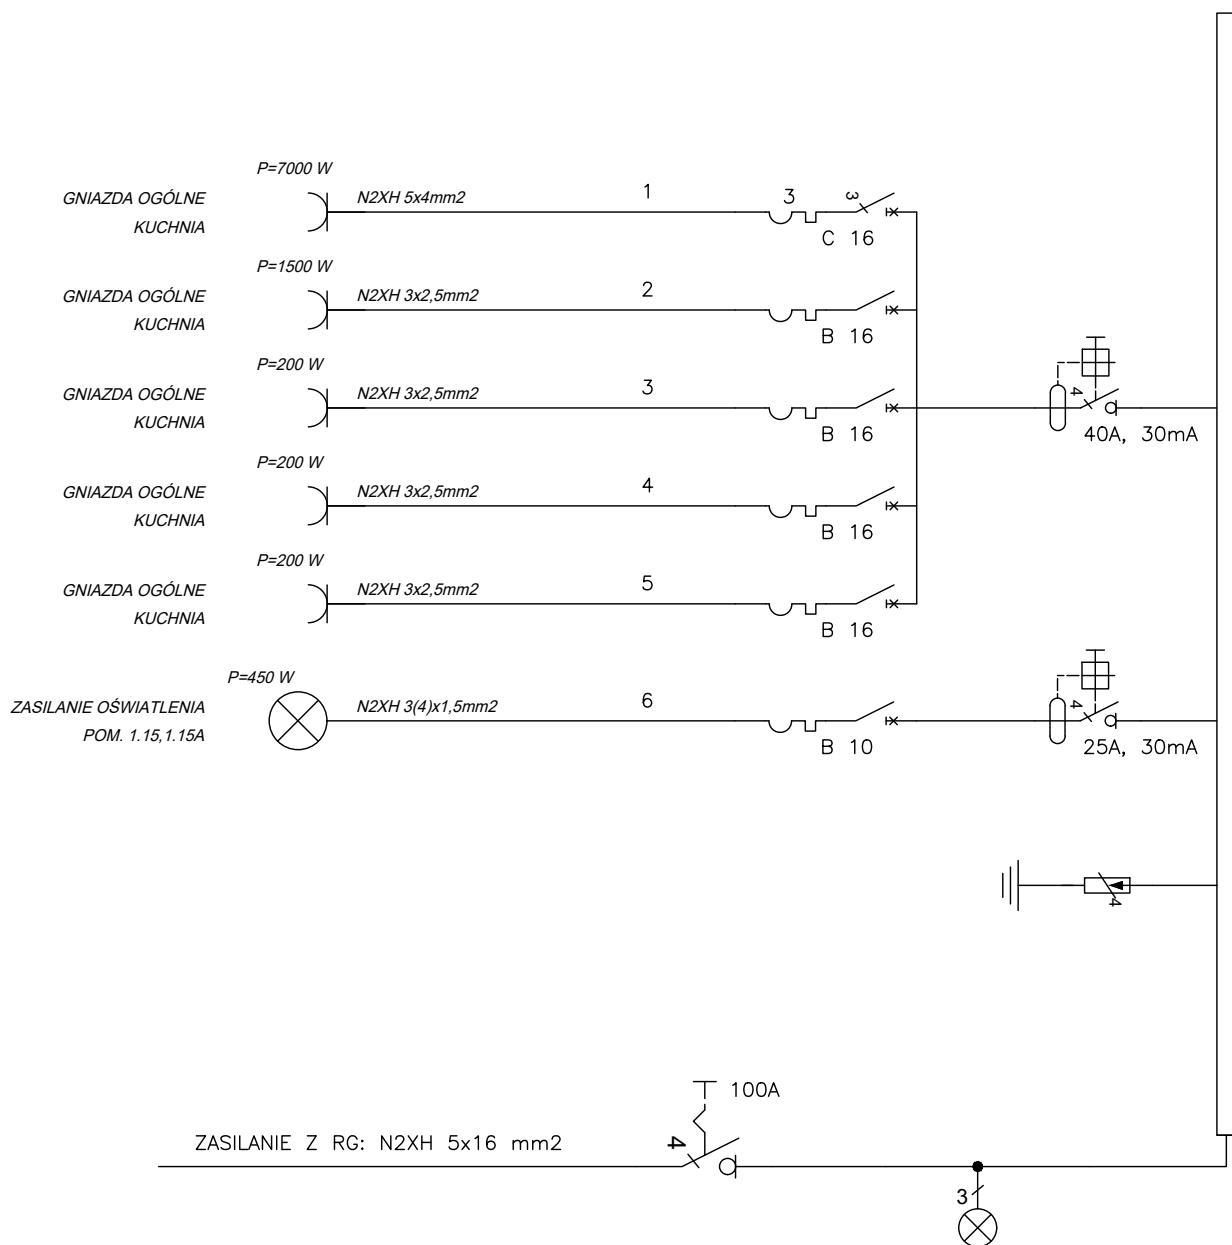 P=7000 W
GNIAZDA OGÓLNE
KUCHNIA
N2XH 5x4mm2
1
3
3
C 16
P=1500 W
GNIAZDA OGÓLNE
KUCHNIA
N2XH 3x2,5mm2
2
B 16
P=200 W
GNIAZDA OGÓLNE
KUCHNIA
N2XH 3x2,5mm2
3
B 16
4
40A, 30mA
P=200 W
GNIAZDA OGÓLNE
KUCHNIA
N2XH 3x2,5mm2
4
B 16
P=200 W
GNIAZDA OGÓLNE
KUCHNIA
N2XH 3x2,5mm2
5
B 16
P=450 W
ZASILANIE OŚWIATLENIA
POM. 1.15,1.15A
N2XH 3(4)x1,5mm2
6
B 10
4
25A, 30mA
4
100A
ZASILANIE Z RG: N2XH 5x16 mm2
4
3